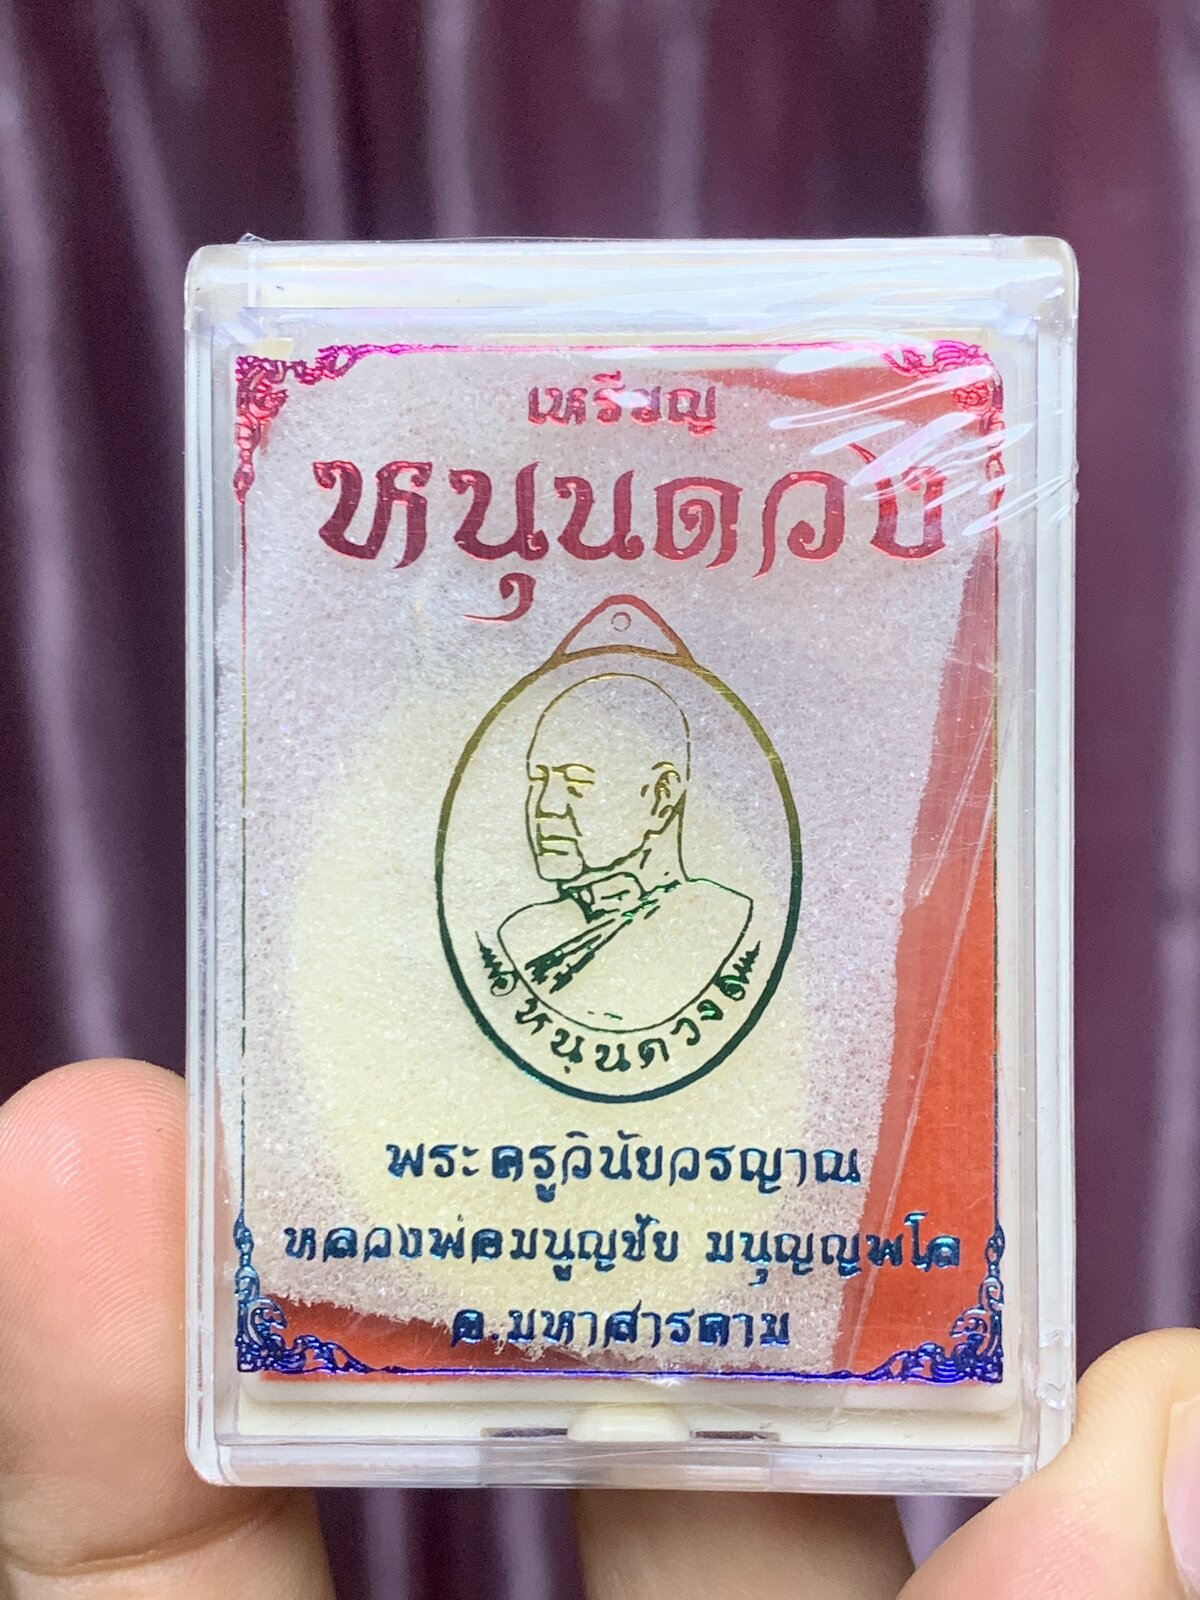 เหรียญ
หนุนดวง
หนุนดวง
พระครูวินัยวรญาณ
หลวงพ่อมนูญชัย มนุญญพโล
จ.มหาสารคาม